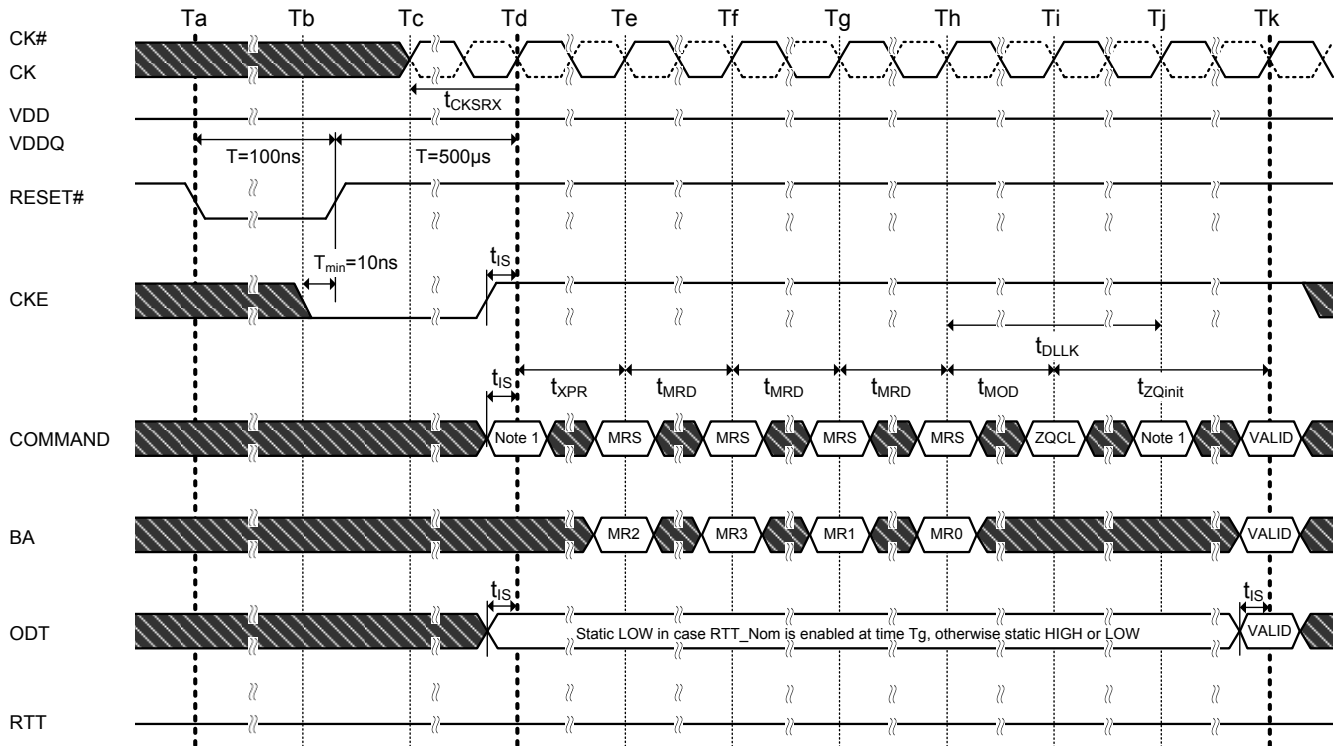 Ta Tb Tc Td Te Tf Tg Th Ti Tj Tk
CK#
CK
tCKSRX
VDD
VDDQ
T=100ns T=500µs
RESET#
Tmin=10ns tIS
CKE
tDLLK
tIS tXPR tMRD tMRD tMRD tMOD tZQinit
COMMAND Note 1 MRS MRS MRS MRS ZQCL Note 1 VALID
BA MR2 MR3 MR1 MR0 VALID
tIS tIS
ODT Static LOW in case RTT_Nom is enabled at time Tg, otherwise static HIGH or LOW VALID
RTT